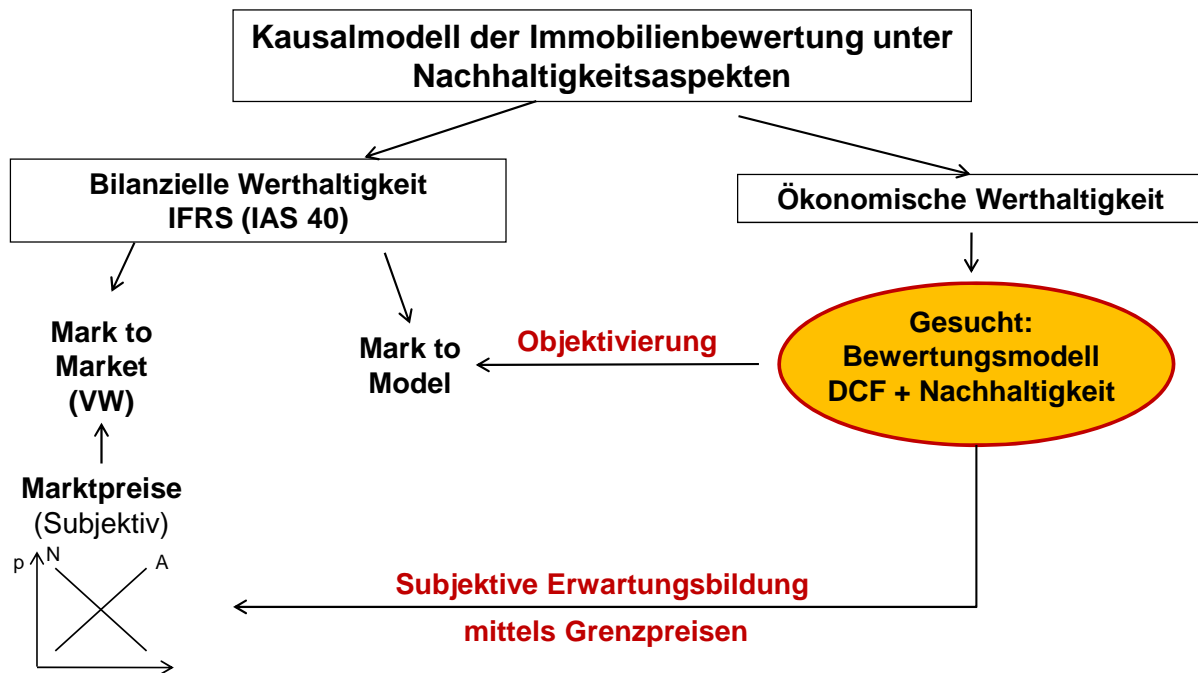 Kausalmodell der Immobilienbewertung unter
Nachhaltigkeitsaspekten
Bilanzielle Werthaltigkeit
IFRS (IAS 40)
Ökonomische Werthaltigkeit
Mark to
Market
(VW)
Mark to
Model
Objektivierung
Gesucht:
Bewertungsmodell
DCF + Nachhaltigkeit
Marktpreise
(Subjektiv)
p
N
A
Subjektive Erwartungsbildung
mittels Grenzpreisen